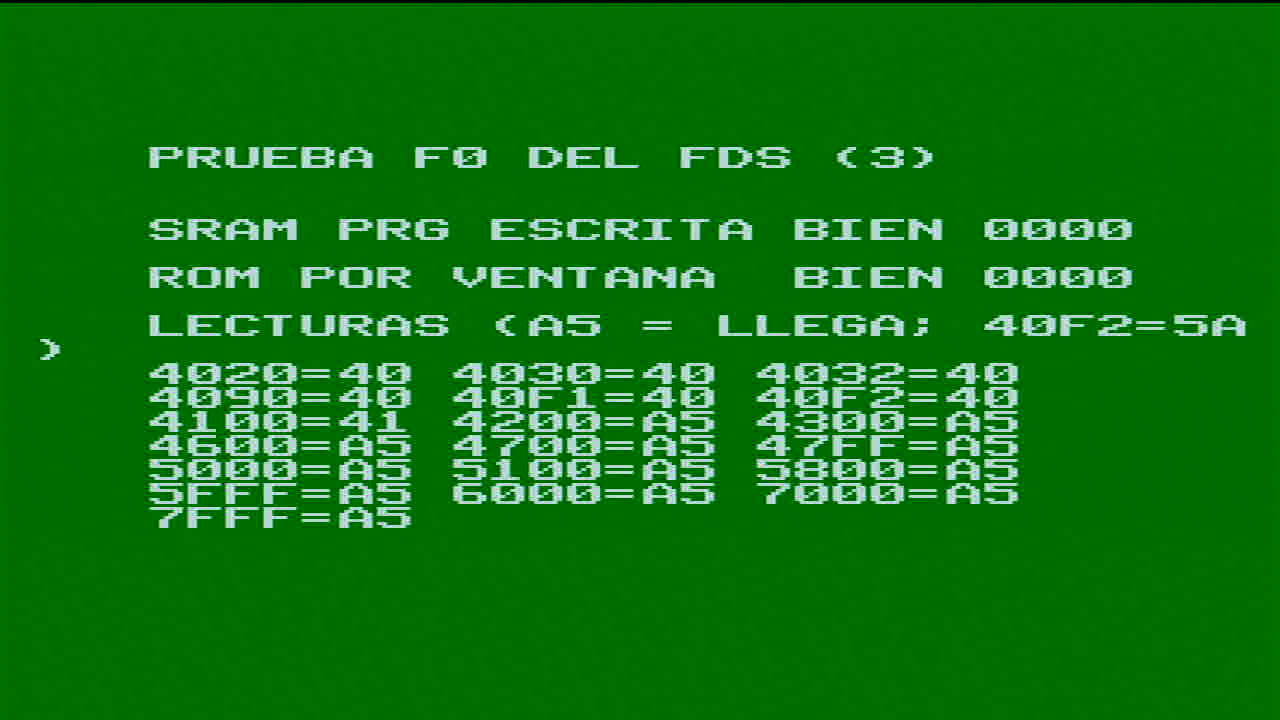 PRUEBA F0 DEL FDS (3)
SRAM PRG ESCRITA BIEN 0000
ROM POR VENTANA  BIEN 0000
LECTURAS (A5 = LLEGA; 40F2=5A
)
4020=40 4030=40 4032=40
4090=40 40F1=40 40F2=40
4100=41 4200=A5 4300=A5
4600=A5 4700=A5 47FF=A5
5000=A5 5100=A5 5800=A5
5FFF=A5 6000=A5 7000=A5
7FFF=A5